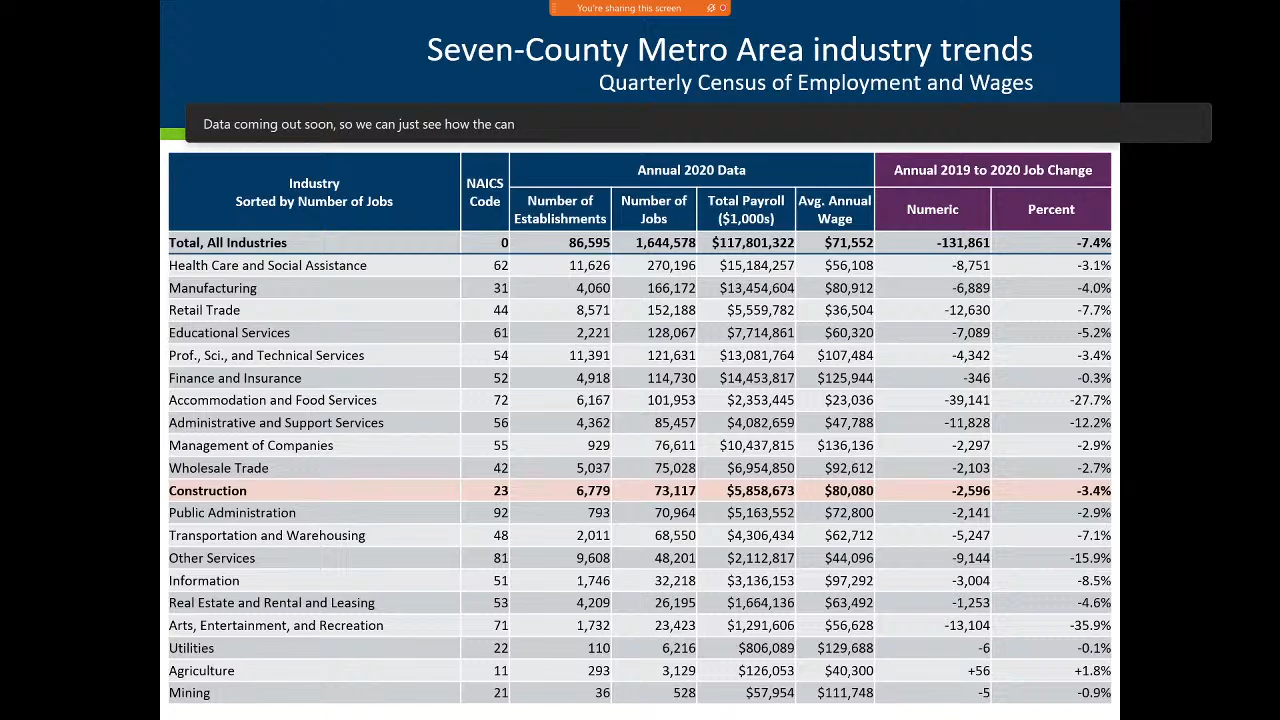 You're sharing this screen
Seven-County Metro Area industry trends
Quarterly Census of Employment and Wages
Data coming out soon, so we can just see how the can
Industry Sorted by Number of Jobs NAICS Code Annual 2020 Data Annual 2019 to 2020 Job Change
Number of Establishments Number of Jobs Total Payroll ($1,000s) Avg. Annual Wage Numeric Percent
Total, All Industries 0 86,595 1,644,578 $117,801,322 $71,552 -131,861 -7.4%
Health Care and Social Assistance 62 11,626 270,196 $15,184,257 $56,108 -8,751 -3.1%
Manufacturing 31 4,060 166,172 $13,454,604 $80,912 -6,889 -4.0%
Retail Trade 44 8,571 152,188 $5,559,782 $36,504 -12,630 -7.7%
Educational Services 61 2,221 128,067 $7,714,861 $60,320 -7,089 -5.2%
Prof., Sci., and Technical Services 54 11,391 121,631 $13,081,764 $107,484 -4,342 -3.4%
Finance and Insurance 52 4,918 114,730 $14,453,817 $125,944 -346 -0.3%
Accommodation and Food Services 72 6,167 101,953 $2,353,445 $23,036 -39,141 -27.7%
Administrative and Support Services 56 4,362 85,457 $4,082,659 $47,788 -11,828 -12.2%
Management of Companies 55 929 76,611 $10,437,815 $136,136 -2,297 -2.9%
Wholesale Trade 42 5,037 75,028 $6,954,850 $92,612 -2,103 -2.7%
Construction 23 6,779 73,117 $5,858,673 $80,080 -2,596 -3.4%
Public Administration 92 793 70,964 $5,163,552 $72,800 -2,141 -2.9%
Transportation and Warehousing 48 2,011 68,550 $4,306,434 $62,712 -5,247 -7.1%
Other Services 81 9,608 48,201 $2,112,817 $44,096 -9,144 -15.9%
Information 51 1,746 32,218 $3,136,153 $97,292 -3,004 -8.5%
Real Estate and Rental and Leasing 53 4,209 26,195 $1,664,136 $63,492 -1,253 -4.6%
Arts, Entertainment, and Recreation 71 1,732 23,423 $1,291,606 $56,628 -13,104 -35.9%
Utilities 22 110 6,216 $806,089 $129,688 -6 -0.1%
Agriculture 11 293 3,129 $126,053 $40,300 +56 +1.8%
Mining 21 36 528 $57,954 $111,748 -5 -0.9%